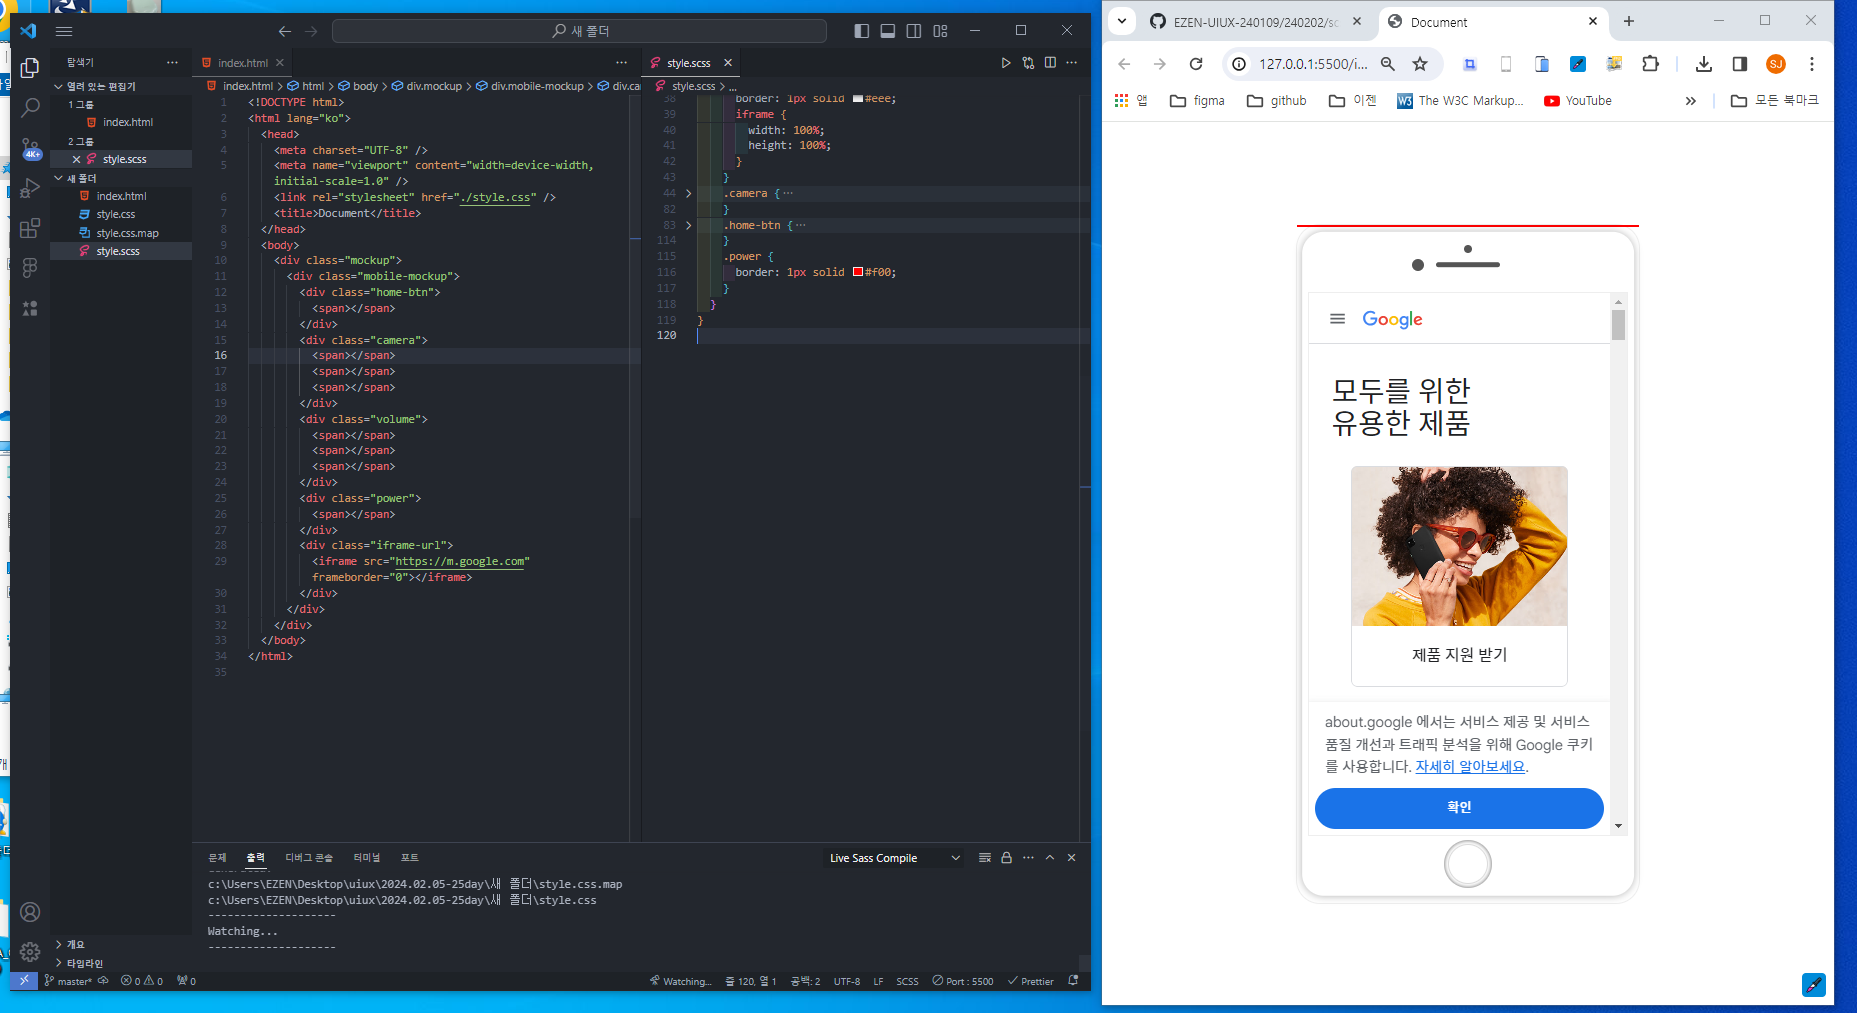 새 폴더
탐색기
열려 있는 편집기
1 그룹
index.html
2 그룹
style.scss
새 폴더
index.html
style.css
style.css.map
style.scss
4K+
개요
타임라인
index.html
index.html > html > body > div.mockup > div.mobile-mockup > div.ca
1 <!DOCTYPE html>
2 <html lang="ko">
3 <head>
4 <meta charset="UTF-8" />
5 <meta name="viewport" content="width=device-width,
initial-scale=1.0" />
6 <link rel="stylesheet" href="./style.css" />
7 <title>Document</title>
8 </head>
9 <body>
10 <div class="mockup">
11 <div class="mobile-mockup">
12 <div class="home-btn">
13 <span></span>
14 </div>
15 <div class="camera">
16 <span></span>
17 <span></span>
18 <span></span>
19 </div>
20 <div class="volume">
21 <span></span>
22 <span></span>
23 <span></span>
24 </div>
25 <div class="power">
26 <span></span>
27 </div>
28 <div class="iframe-url">
29 <iframe src="https://m.google.com"
frameborder="0"></iframe>
30 </div>
31 </div>
32 </div>
33 </body>
34 </html>
35
style.scss
style.scss > ...
38 border: 1px solid #eee;
39 iframe {
40 width: 100%;
41 height: 100%;
42 }
43 }
44 .camera {…
82 }
83 .home-btn {…
114 }
115 .power {
116 border: 1px solid #f00;
117 }
118 }
119 }
120
문제 출력 디버그 콘솔 터미널 포트
Live Sass Compile
c:\Users\EZEN\Desktop\uiux\2024.02.05-25day\새 폴더\style.css.map
c:\Users\EZEN\Desktop\uiux\2024.02.05-25day\새 폴더\style.css
--------------------
Watching...
--------------------
master* 0 0 0 Watching... 줄 120, 열 1 공백: 2 UTF-8 LF SCSS Port : 5500 Prettier
EZEN-UIUX-240109/240202/sc
Document
127.0.0.1:5500/i...
SJ
앱 figma github 이젠 W3 The W3C Markup... YouTube » 모든 북마크
Google
모두를 위한
유용한 제품
제품 지원 받기
about.google 에서는 서비스 제공 및 서비스
품질 개선과 트래픽 분석을 위해 Google 쿠키
를 사용합니다. 자세히 알아보세요.
확인